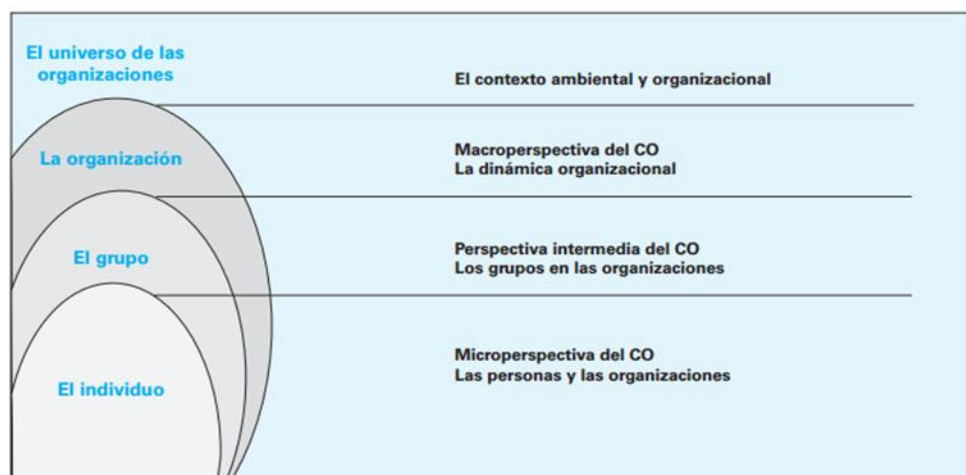 El universo de las
organizaciones
El contexto ambiental y organizacional
La organización
Macroperspectiva del CO
La dinámica organizacional
El grupo
Perspectiva intermedia del CO
Los grupos en las organizaciones
El individuo
Microperspectiva del CO
Las personas y las organizaciones